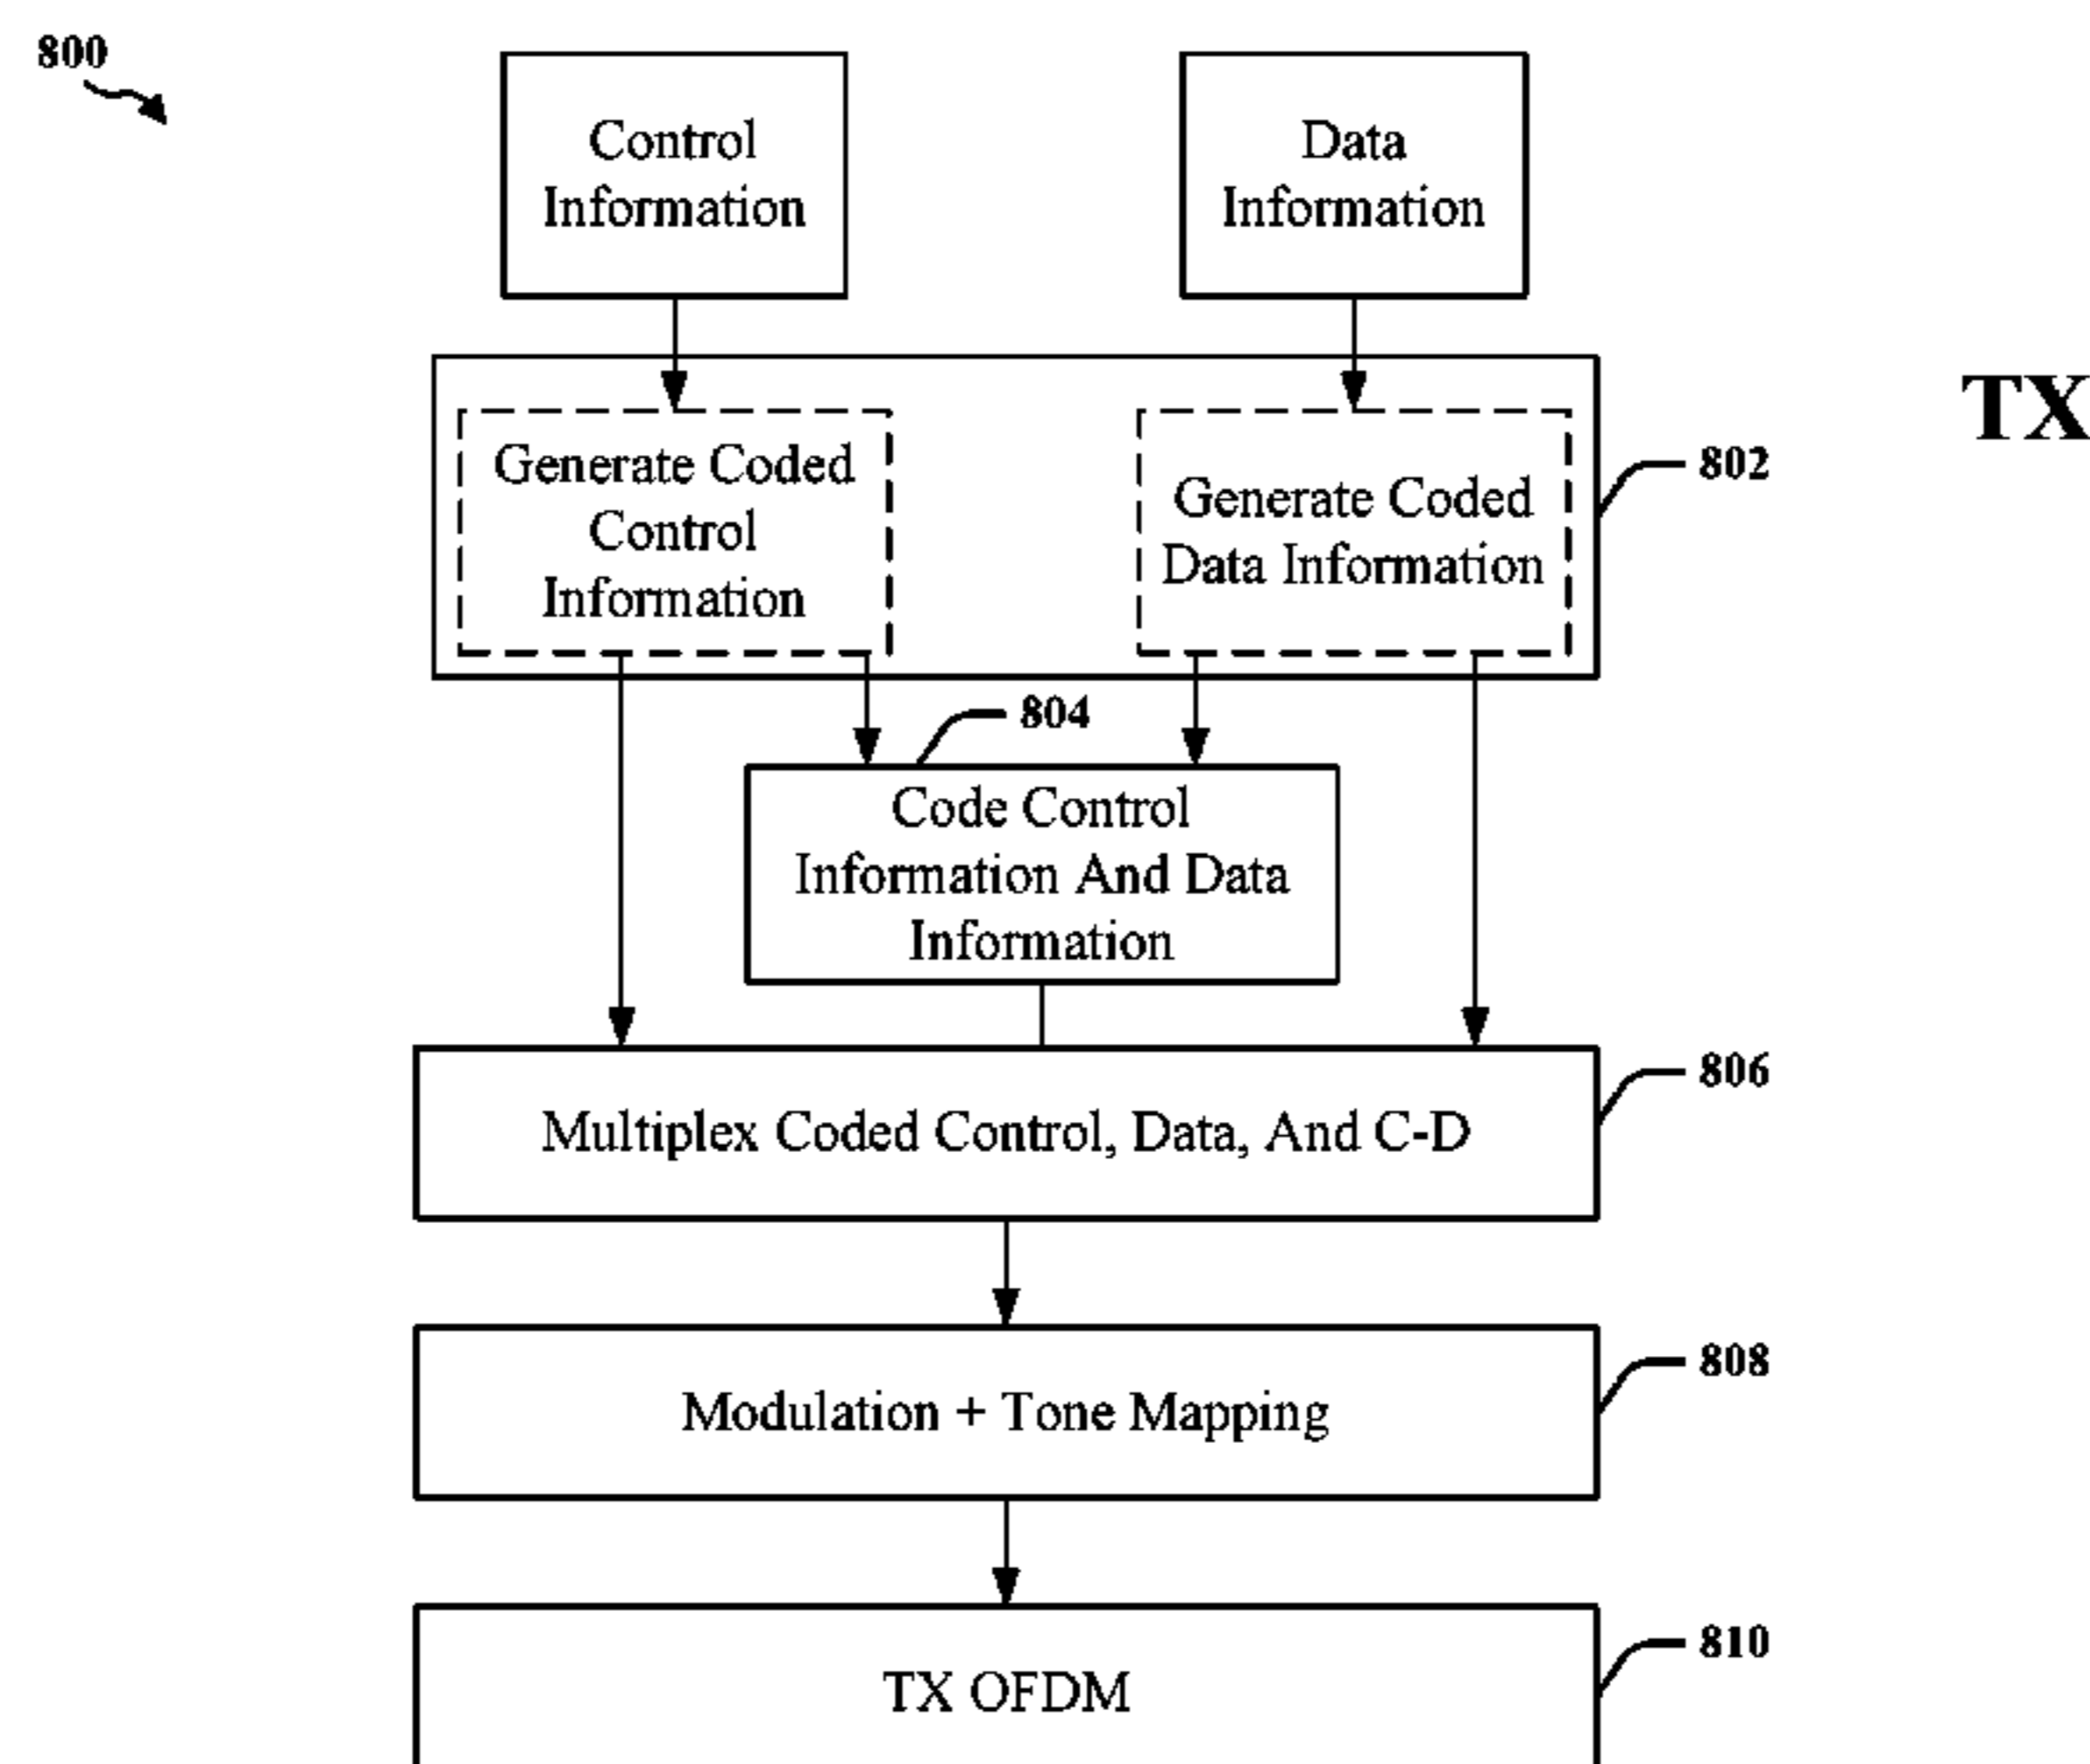 800
Control
Information
Data
Information
TX
Generate Coded
Control
Information
Generate Coded
Data Information
802
804
Code Control
Information And Data
Information
Multiplex Coded Control, Data, And C-D
806
Modulation + Tone Mapping
808
TX OFDM
810